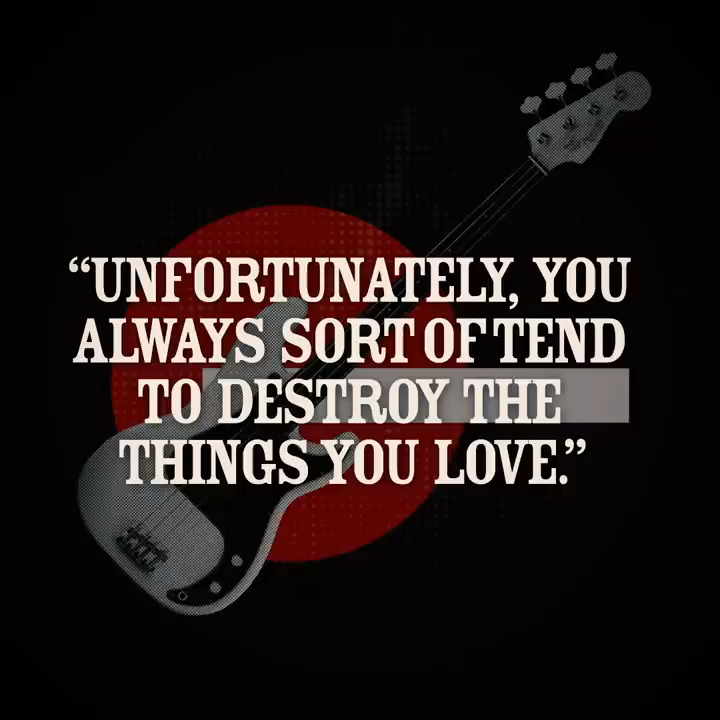 “UNFORTUNATELY, YOU
ALWAYS SORT OF TEND
TO DESTROY THE
THINGS YOU LOVE.”